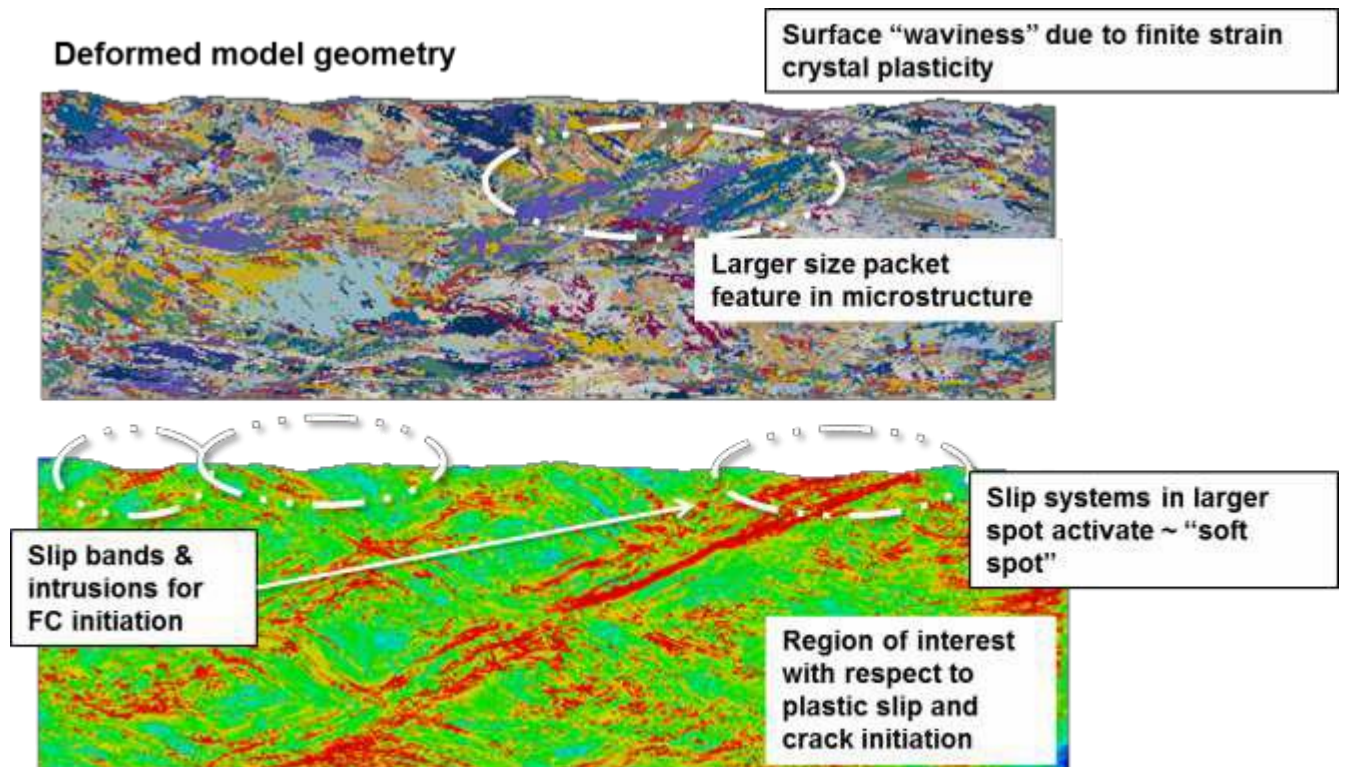 Deformed model geometry
Surface “waviness” due to finite strain
crystal plasticity
Larger size packet
feature in microstructure
Slip bands &
intrusions for
FC initiation
Slip systems in larger
spot activate ~ “soft
spot”
Region of interest
with respect to
plastic slip and
crack initiation